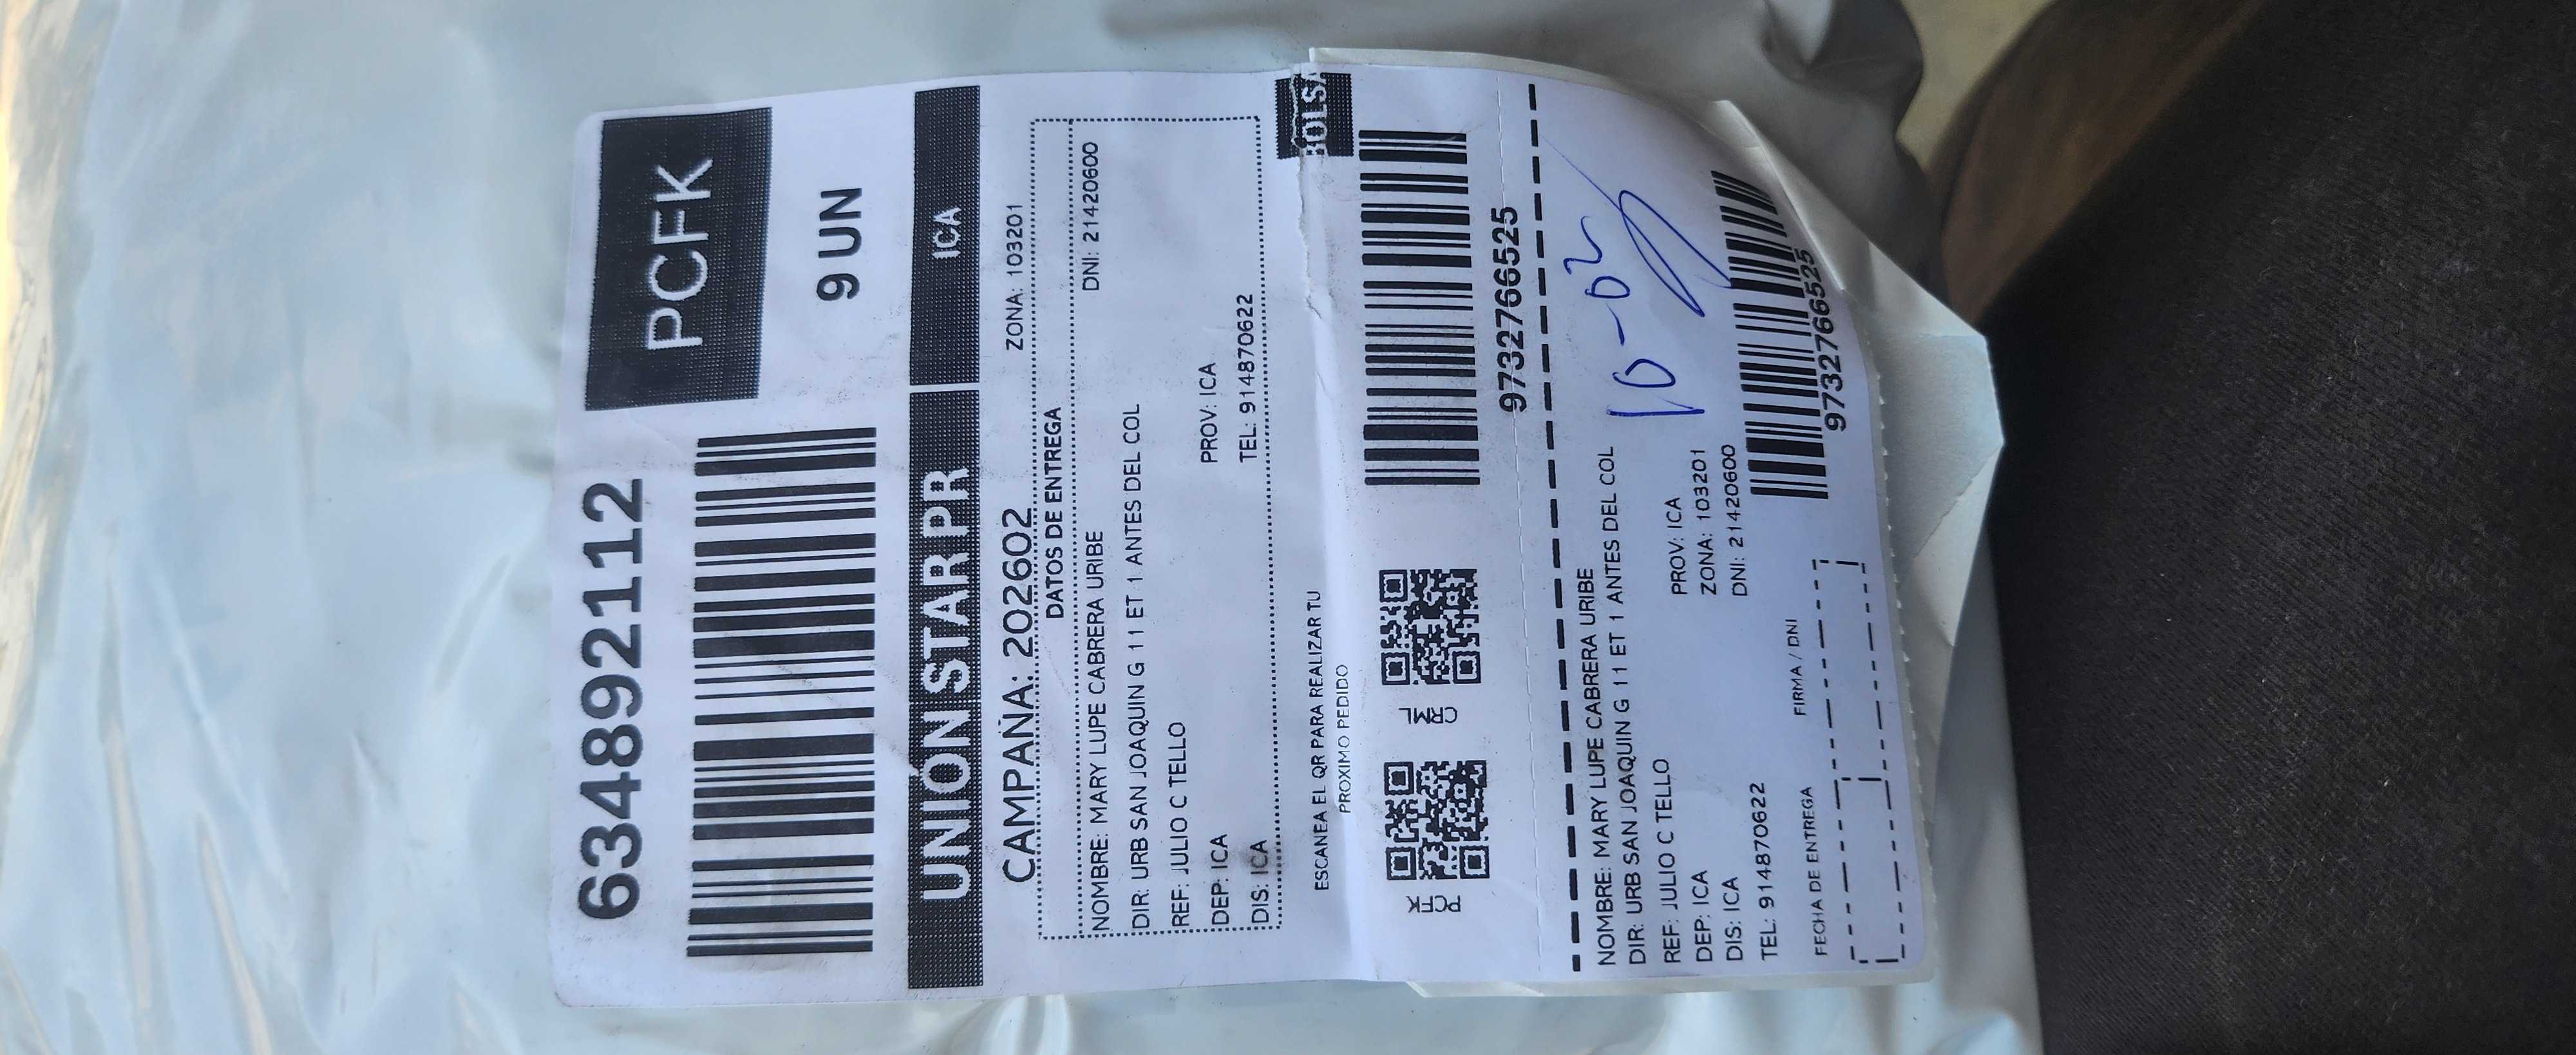 6348921112
PCFK
9 UN
UNION STAR PR ICA
CAMPAÑA: 202602 ZONA: 103201
DATOS DE ENTREGA
NOMBRE: MARY LUPE CABRERA URIBE DNI: 21420600
DIR: URB SAN JOAQUIN G 11 ET 1 ANTES DEL COL
REF: JULIO C TELLO
DEP: ICA PROV: ICA
DIS: ICA TEL: 914870622
BOLSA
ESCANEA EL QR PARA REALIZAR TU
PROXIMO PEDIDO
PCFK
CRML
9732766525
10-02
NOMBRE: MARY LUPE CABRERA URIBE
DIR: URB SAN JOAQUIN G 11 ET 1 ANTES DEL COL
REF: JULIO C TELLO
DEP: ICA PROV: ICA
DIS: ICA ZONA: 103201
TEL: 914870622 DNI: 21420600
9732766525
FECHA DE ENTREGA FIRMA / DNI